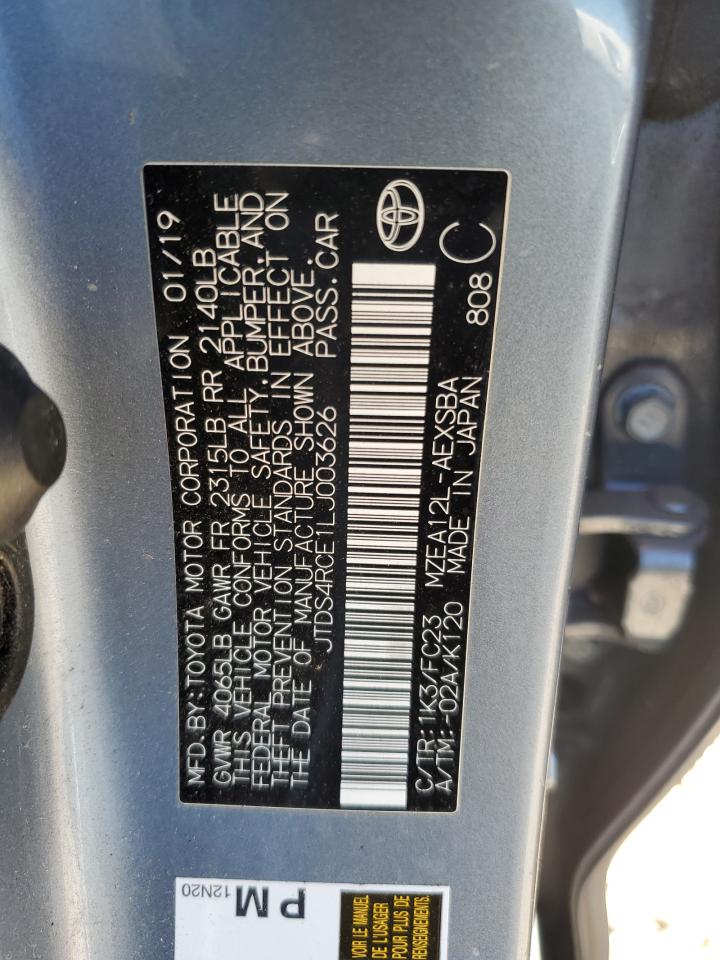 MFD.BY:TOYOTA MOTOR CORPORATION 01/19
GVWR 4065LB GAWR FR 2315LB RR 2140LB
THIS VEHICLE CONFORMS TO ALL APPLICABLE
FEDERAL MOTOR VEHICLE SAFETY,BUMPER,AND
THEFT PREVENTION STANDARDS IN EFFECT ON
THE DATE OF MANUFACTURE SHOWN ABOVE.
JTDS4RCE1LJ003626 PASS.CAR
C/TR:1K3/FC23 MZEA12L-AEXSBA
A/TM:-02A/K120 MADE IN JAPAN
808 C
PM
12N20
VOIR LE MANUEL
DE L'USAGER
POUR PLUS DE
RENSEIGNEMENTS.